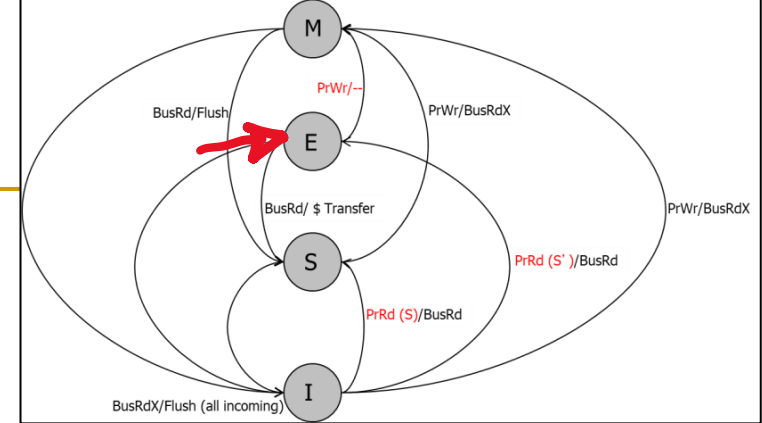 M
PrWr/--
BusRd/Flush
PrWr/BusRdX
E
BusRd/ $ Transfer
PrWr/BusRdX
S
PrRd (S' )/BusRd
PrRd (S)/BusRd
I
BusRdX/Flush (all incoming)